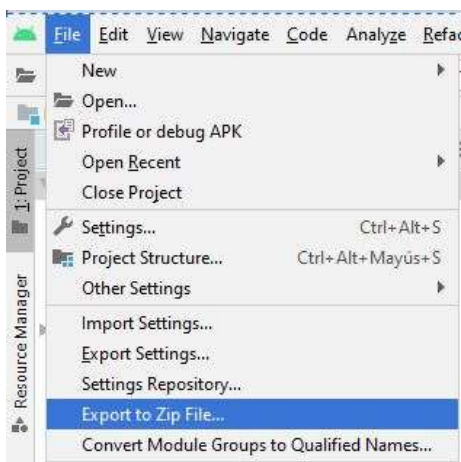 File Edit View Navigate Code Analyze Refac
New
Open...
Profile or debug APK
Open Recent
Close Project
Settings... Ctrl+Alt+S
Project Structure... Ctrl+Alt+Mayús+S
Other Settings
Import Settings...
Export Settings...
Settings Repository...
Export to Zip File...
Convert Module Groups to Qualified Names...
1: Project
Resource Manager